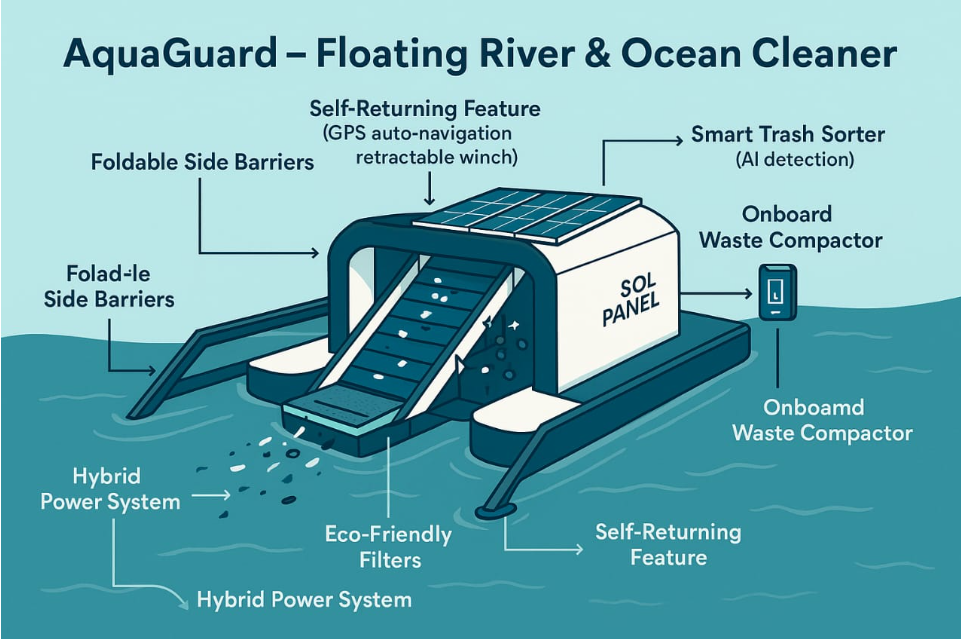 AquaGuard – Floating River & Ocean Cleaner
Self-Returning Feature
(GPS auto-navigation
retractable winch)
Smart Trash Sorter
(AI detection)
Foldable Side Barriers
Onboard
Waste Compactor
Folad-le
Side Barriers
SOL
PANEL
Onboamd
Waste Compactor
Hybrid
Power System
Eco-Friendly
Filters
Self-Returning
Feature
Hybrid Power System